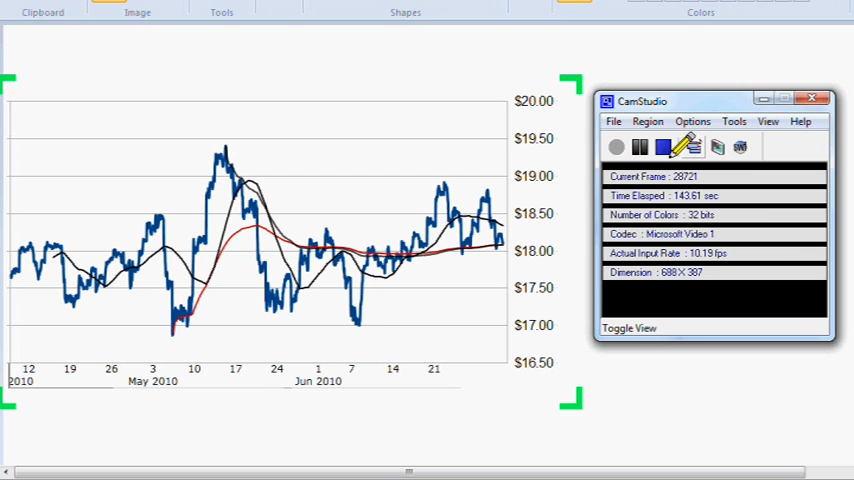 Clipboard
Image
Tools
Shapes
Colors
$20.00
$19.50
$19.00
$18.50
$18.00
$17.50
$17.00
$16.50
12 19 26 3 10 17 24 1 7 14 21
2010 May 2010 Jun 2010
CamStudio
File Region Options Tools View Help
Current Frame : 28721
Time Elasped : 143.61 sec
Number of Colors : 32 bits
Codec : Microsoft Video 1
Actual Input Rate : 10.19 fps
Dimension : 688 X 387
Toggle View